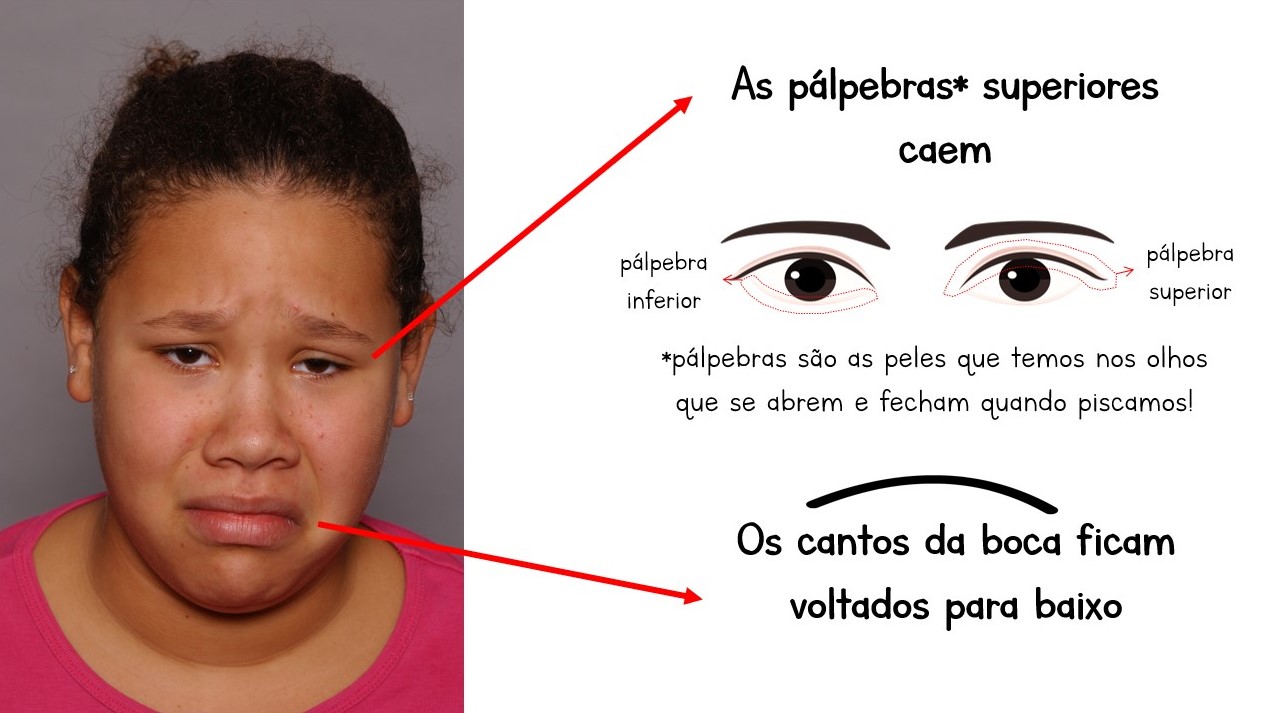 As pálpebras* superiores
caem
pálpebra
inferior
pálpebra
superior
*pálpebras são as peles que temos nos olhos
que se abrem e fecham quando piscamos!
Os cantos da boca ficam
voltados para baixo